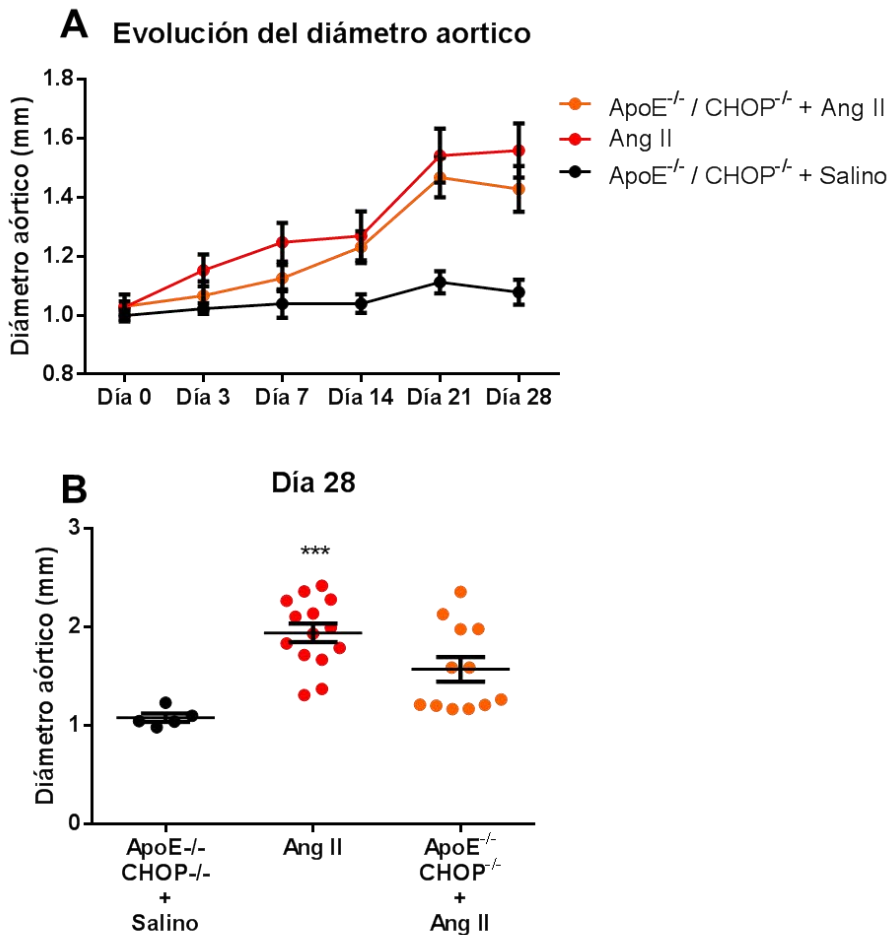 A Evolución del diámetro aortico
Diámetro aórtico (mm)
1.8
1.6
1.4
1.2
1.0
0.8
Día 0 Día 3 Día 7 Día 14 Día 21 Día 28
ApoE-/- / CHOP-/- + Ang II
Ang II
ApoE-/- / CHOP-/- + Salino
B Día 28
Diámetro aórtico (mm)
3
2
1
0
***
ApoE-/-
CHOP-/-
+
Salino
Ang II
ApoE-/-
CHOP-/-
+
Ang II